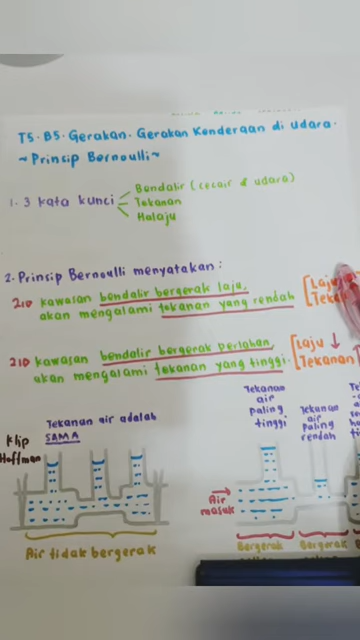 T5. B5. Gerakan. Gerakan Kenderaan di udara.
~Prinsip Bernoulli~
1. 3 kata kunci
Bendalir (cecair & udara)
Tekanan
Halaju
2. Prinsip Bernoulli menyatakan:
kawasan bendalir bergerak laju,
akan mengalami tekanan yang rendah
[Laju
kawasan bendalir bergerak perlahan,
akan mengalami tekanan yang tinggi.
[Laju ↓
Tekanan
Tekanan air adalah
SAMA
Klip
Hoffman
Air tidak bergerak
Tekanan
air
paling
tinggi
Tekanan
air
paling
rendah
Air
masuk
Bergerak
Bergerak